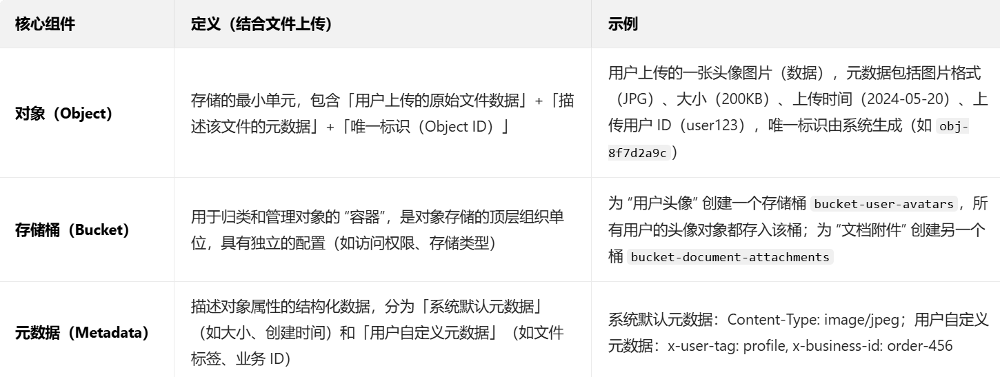 核心组件
定义（结合文件上传）
示例
对象（Object）
存储的最小单元，包含「用户上传的原始文件数据」+「描
述该文件的元数据」+「唯一标识（Object ID）」
用户上传的一张头像图片（数据），元数据包括图片格式
（JPG）、大小（200KB）、上传时间（2024-05-20）、上
传用户 ID（user123），唯一标识由系统生成（如 obj-
8f7d2a9c）
存储桶（Bucket）
用于归类和管理对象的 “容器”，是对象存储的顶层组织单
位，具有独立的配置（如访问权限、存储类型）
为 “用户头像” 创建一个存储桶 bucket-user-avatars，所
有用户的头像对象都存入该桶；为 “文档附件” 创建另一个
桶 bucket-document-attachments
元数据（Metadata）
描述对象属性的结构化数据，分为「系统默认元数据」
（如大小、创建时间）和「用户自定义元数据」（如文件
标签、业务 ID）
系统默认元数据：Content-Type: image/jpeg；用户自定义
元数据：x-user-tag: profile, x-business-id: order-456